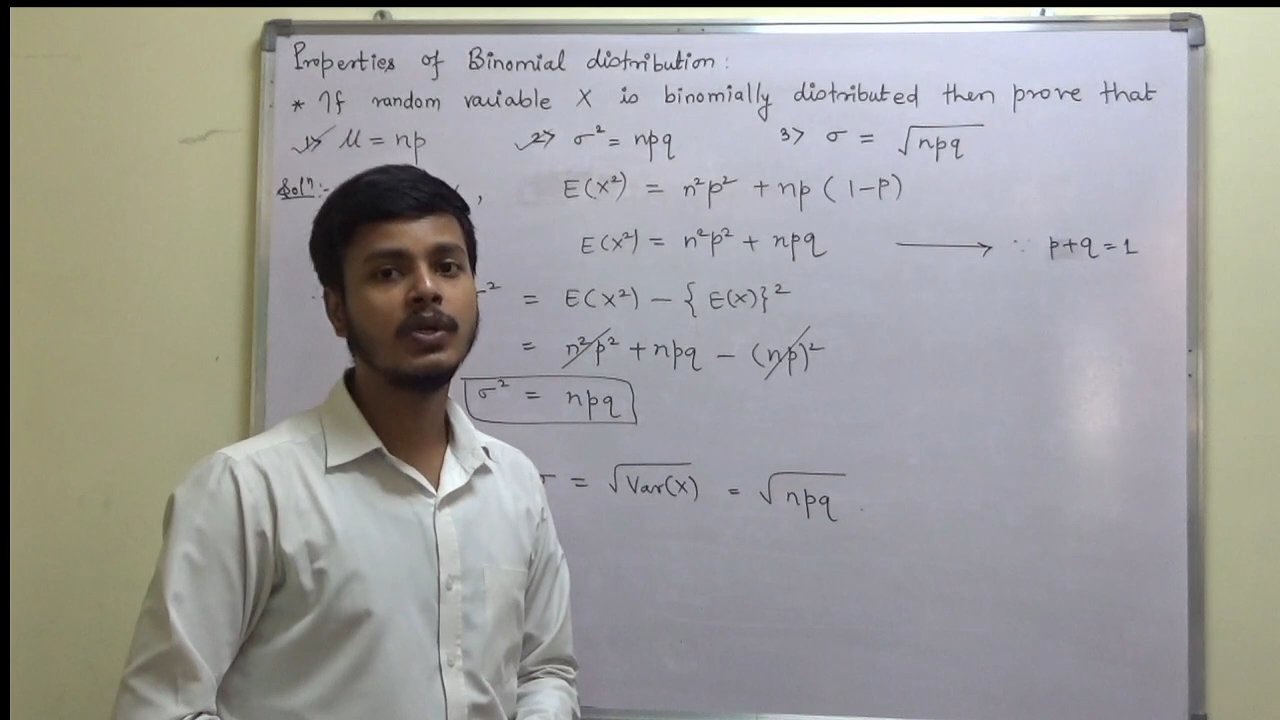 Properties of Binomial distribution :
* If random variable X is binomially distributed then prove that
1> μ = np 2> σ² = npq 3> σ = √npq
Solⁿ:- , E(X²) = n²p² + np (1-P)
E(X²) = n²p² + npq ⟶ ∵ p+q = 1
² = E(X²) - { E(X)}²
= n²p² + npq - (np)²
σ² = npq
σ = √Var(X) = √npq